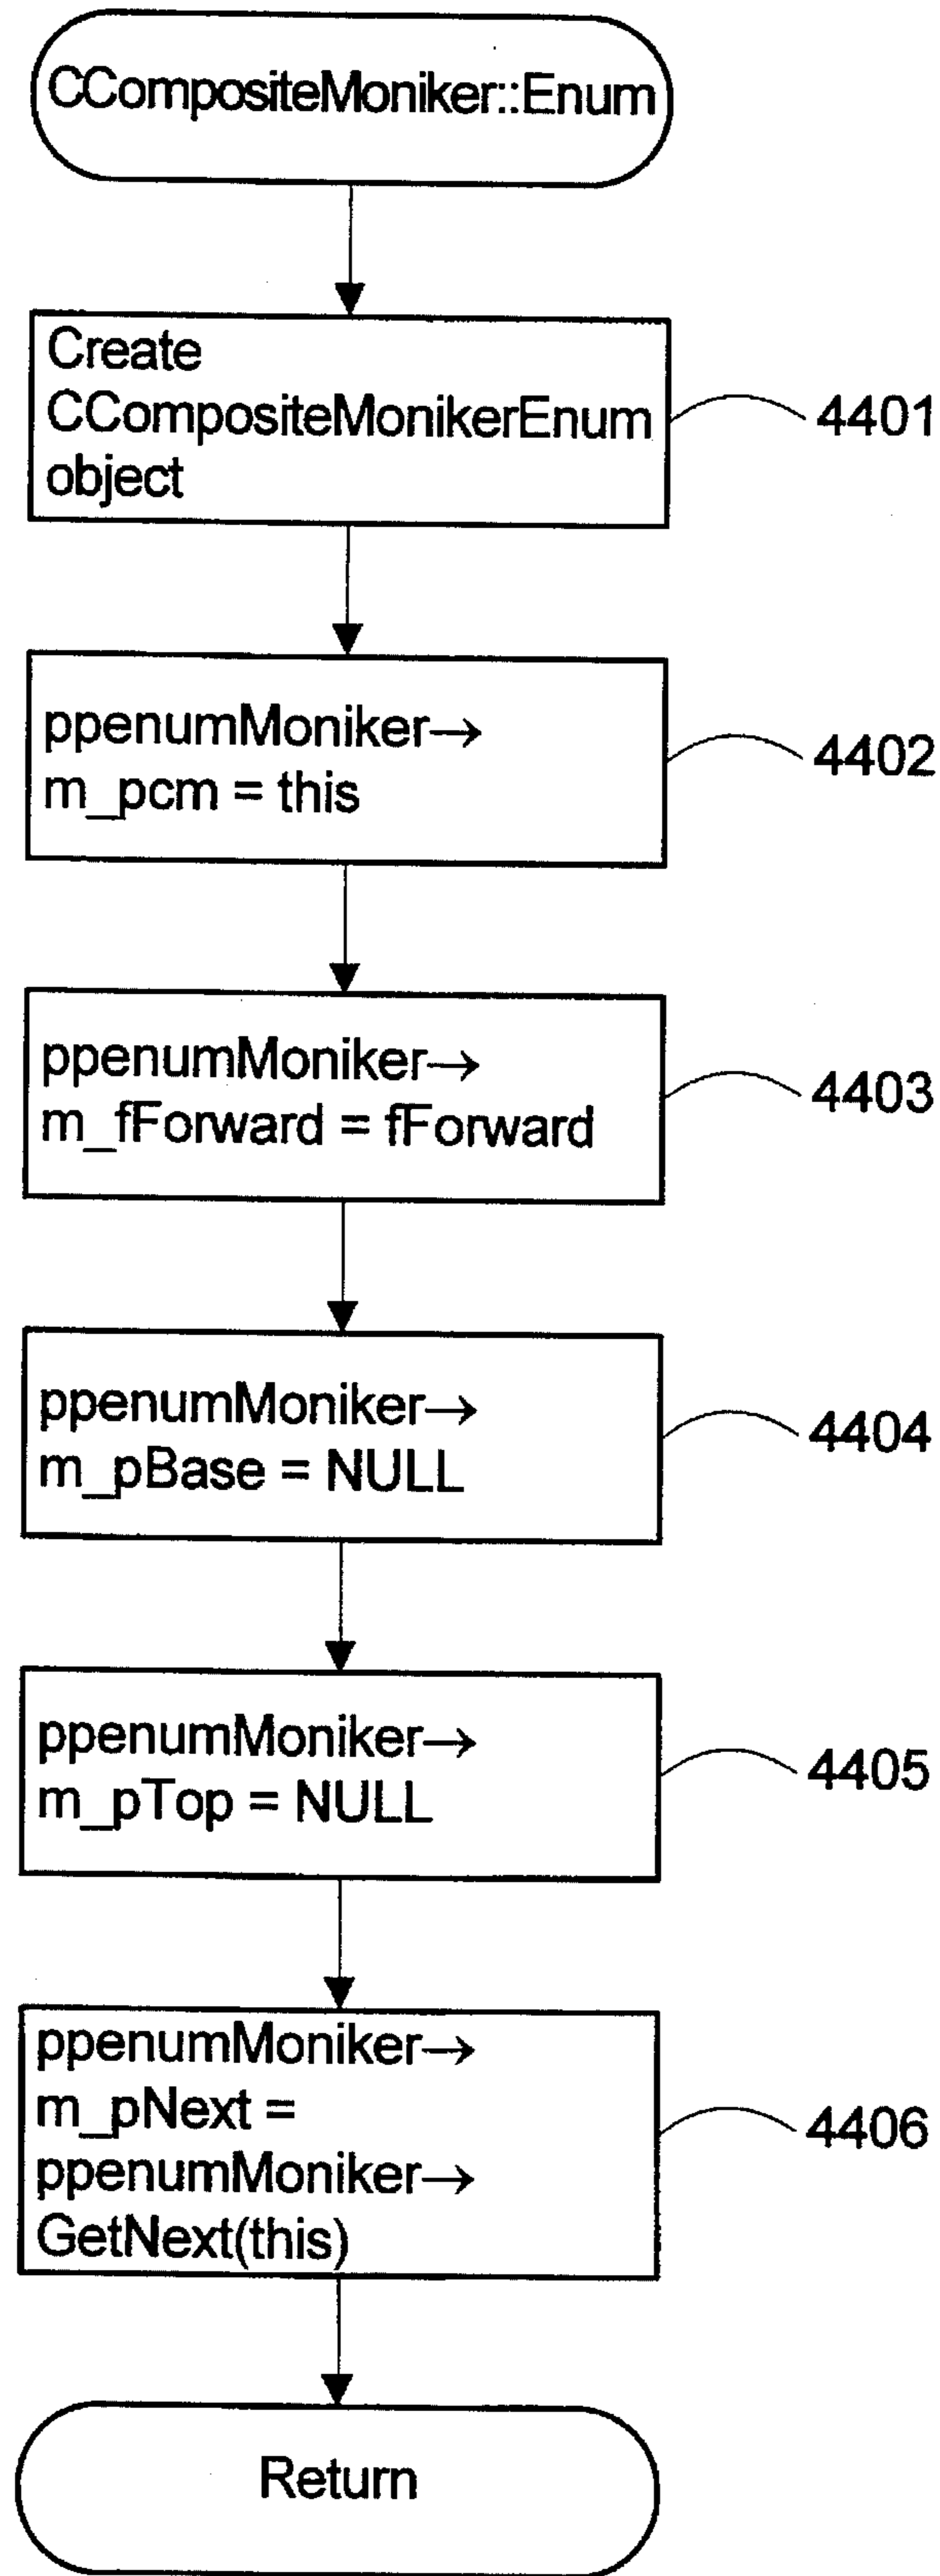 CCompositeMoniker::Enum
Create
CCompositeMonikerEnum
object
4401
ppenumMoniker→
m_pcm = this
4402
ppenumMoniker→
m_fForward = fForward
4403
ppenumMoniker→
m_pBase = NULL
4404
ppenumMoniker→
m_pTop = NULL
4405
ppenumMoniker→
m_pNext =
ppenumMoniker→
GetNext(this)
4406
Return